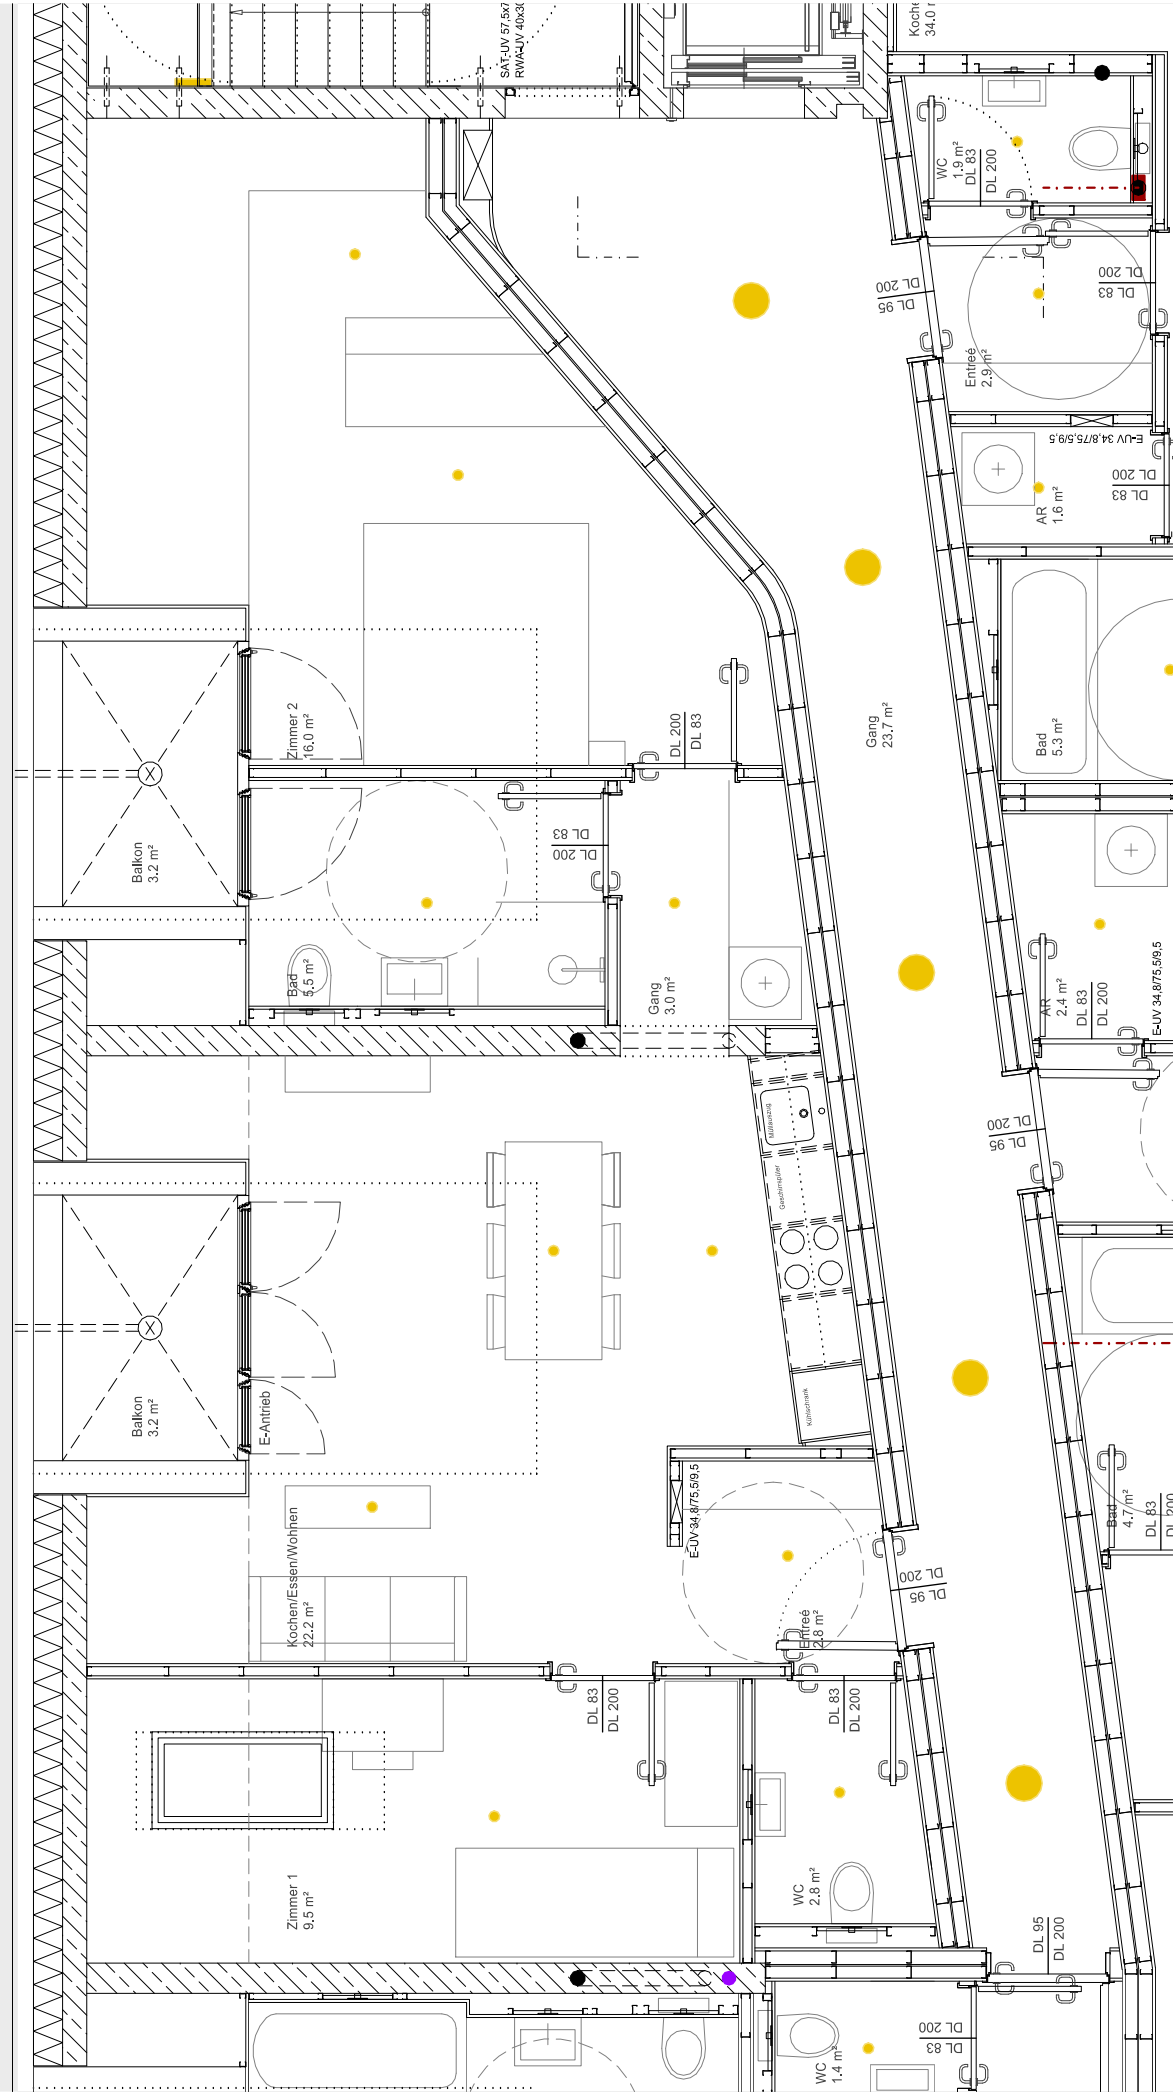 SAT-UV 57,5x7
RWA-UV 40x30
Koche
34.0 m
WC
1.9 m²
DL 83
DL 200
DL 200
DL 95
DL 200
DL 83
Entreé
2.9 m²
E-UV 34,8/75,5/9,5
DL 200
DL 83
AR
1.6 m²
Zimmer 2
16.0 m²
DL 200
DL 83
Gang
23.7 m²
Bad
5.3 m²
Balkon
3.2 m²
DL 83
DL 200
Bad
5.5 m²
Gang
3.0 m²
AR
2.4 m²
DL 83
DL 200
E-UV 34,8/75,5/9,5
Müllauszug
Geschirrspüler
DL 200
DL 95
Balkon
3.2 m²
E-Antrieb
Kühlschrank
E-UV 34,8/75,5/9,5
Kochen/Essen/Wohnen
22.2 m²
Bad
4.7 m²
DL 83
DL 200
DL 200
DL 95
Entreé
2.8 m²
DL 83
DL 200
DL 83
DL 200
Zimmer 1
9.5 m²
WC
2.8 m²
DL 95
DL 200
WC
1.4 m²
DL 200
DL 83